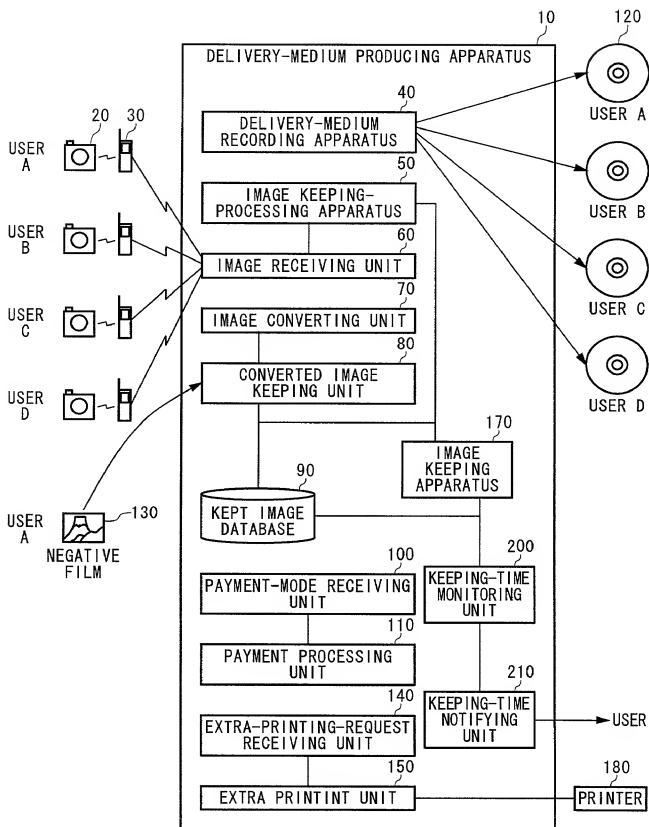 10
120
DELIVERY-MEDIUM PRODUCING APPARATUS
40
DELIVERY-MEDIUM
RECORDING APPARATUS
50
IMAGE KEEPING-
PROCESSING APPARATUS
60
IMAGE RECEIVING UNIT
70
IMAGE CONVERTING UNIT
80
CONVERTED IMAGE
KEEPING UNIT
170
IMAGE
KEEPING
APPARATUS
90
KEPT IMAGE
DATABASE
100
PAYMENT-MODE RECEIVING
UNIT
200
KEEPING-TIME
MONITORING
UNIT
110
PAYMENT PROCESSING
UNIT
210
KEEPING-TIME
NOTIFYING
UNIT
USER
140
EXTRA-PRINTING-REQUEST
RECEIVING UNIT
150
EXTRA PRINTINT UNIT
180
PRINTER
20
30
USER
A
USER
B
USER
C
USER
D
USER
A
130
NEGATIVE
FILM
USER A
USER B
USER C
USER D